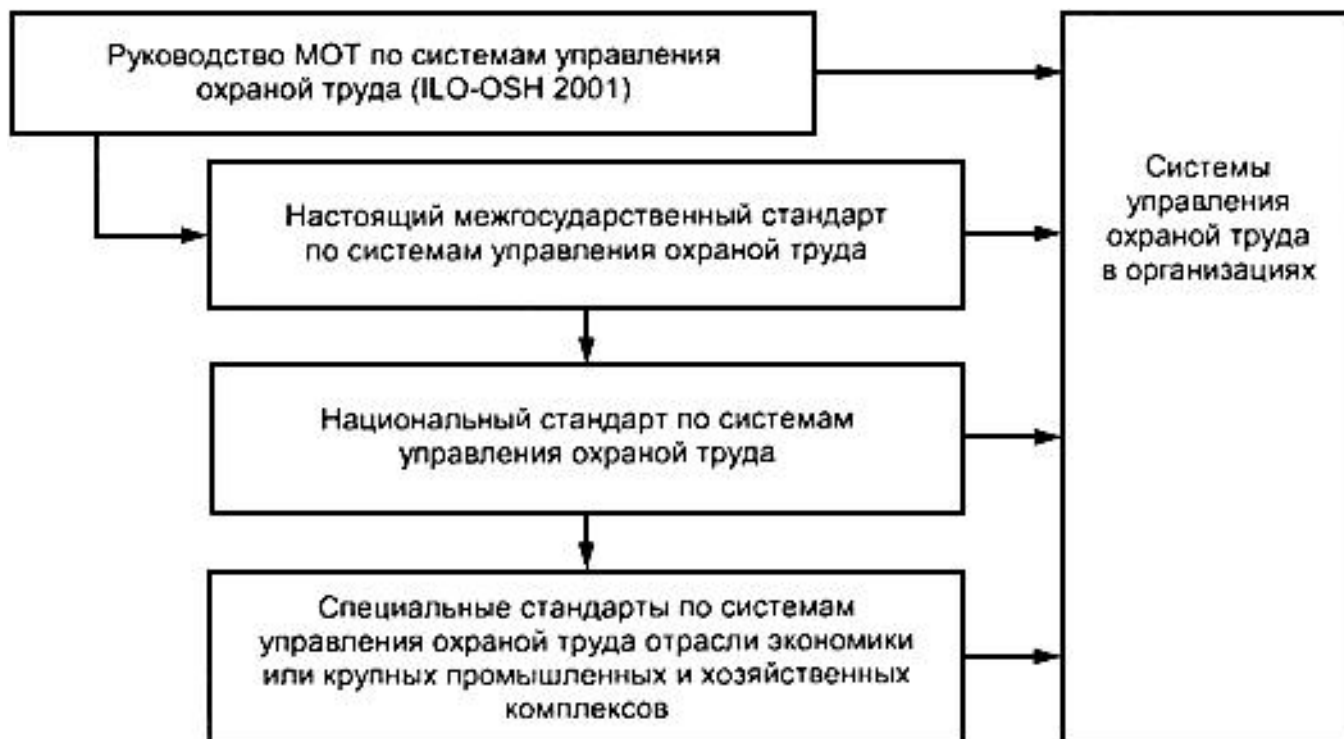 Руководство МОТ по системам управления
охраной труда (ILO-OSH 2001)
Настоящий межгосударственный стандарт
по системам управления охраной труда
Системы
управления
охраной труда
в организациях
Национальный стандарт по системам
управления охраной труда
Специальные стандарты по системам
управления охраной труда отрасли экономики
или крупных промышленных и хозяйственных
комплексов